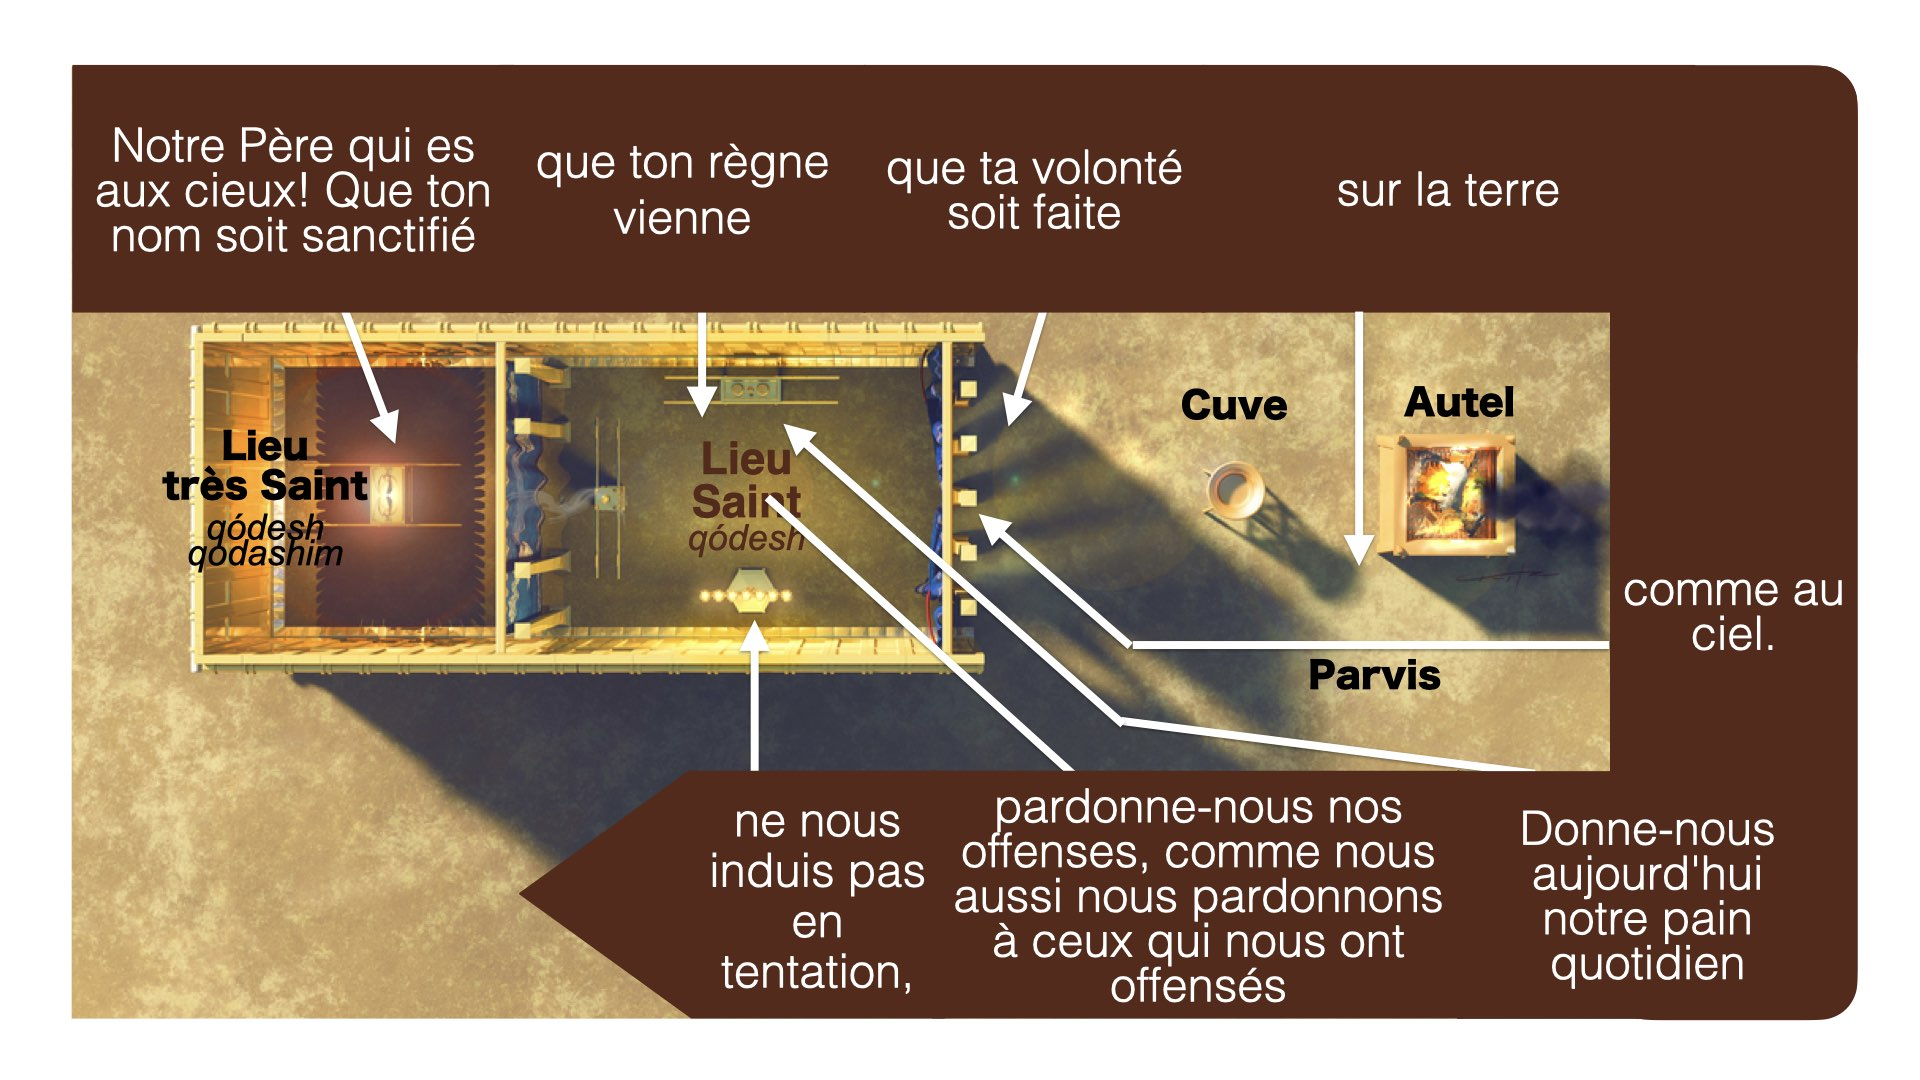 Notre Père qui es
aux cieux! Que ton
nom soit sanctifié
que ton règne
vienne
que ta volonté
soit faite
sur la terre
Lieu
très Saint
qódesh
qodashim
Lieu
Saint
qódesh
Cuve
Autel
Parvis
comme au
ciel.
Donne-nous
aujourd'hui
notre pain
quotidien
pardonne-nous nos
offenses, comme nous
aussi nous pardonnons
à ceux qui nous ont
offensés
ne nous
induis pas
en
tentation,